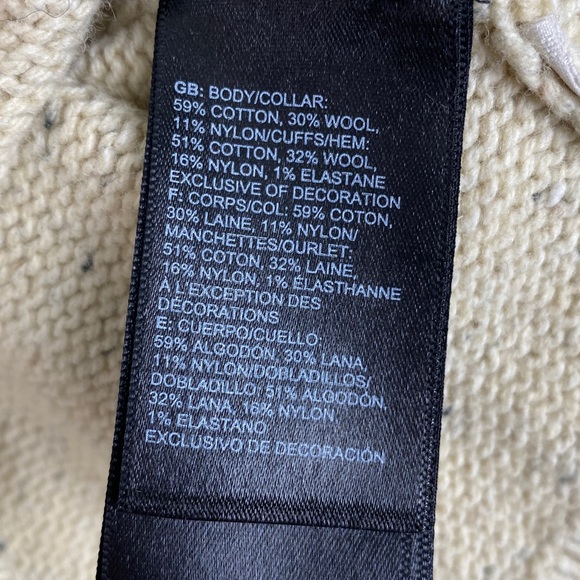 GB: BODY/COLLAR:
59% COTTON, 30% WOOL,
11% NYLON/CUFFS/HEM:
51% COTTON, 32% WOOL,
16% NYLON, 1% ELASTANE
EXCLUSIVE OF DECORATION
F: CORPS/COL: 59% COTON,
30% LAINE, 11% NYLON/
MANCHETTES/OURLET:
51% COTON, 32% LAINE,
16% NYLON, 1% ÉLASTHANNE
À L'EXCEPTION DES
DÉCORATIONS
E: CUERPO/CUELLO:
59% ALGODÓN, 30% LANA,
11% NYLON/DOBLADILLOS/
DOBLADILLO, 51% ALGODÓN,
32% LANA, 16% NYLON,
1% ELASTANO
EXCLUSIVO DE DECORACIÓN